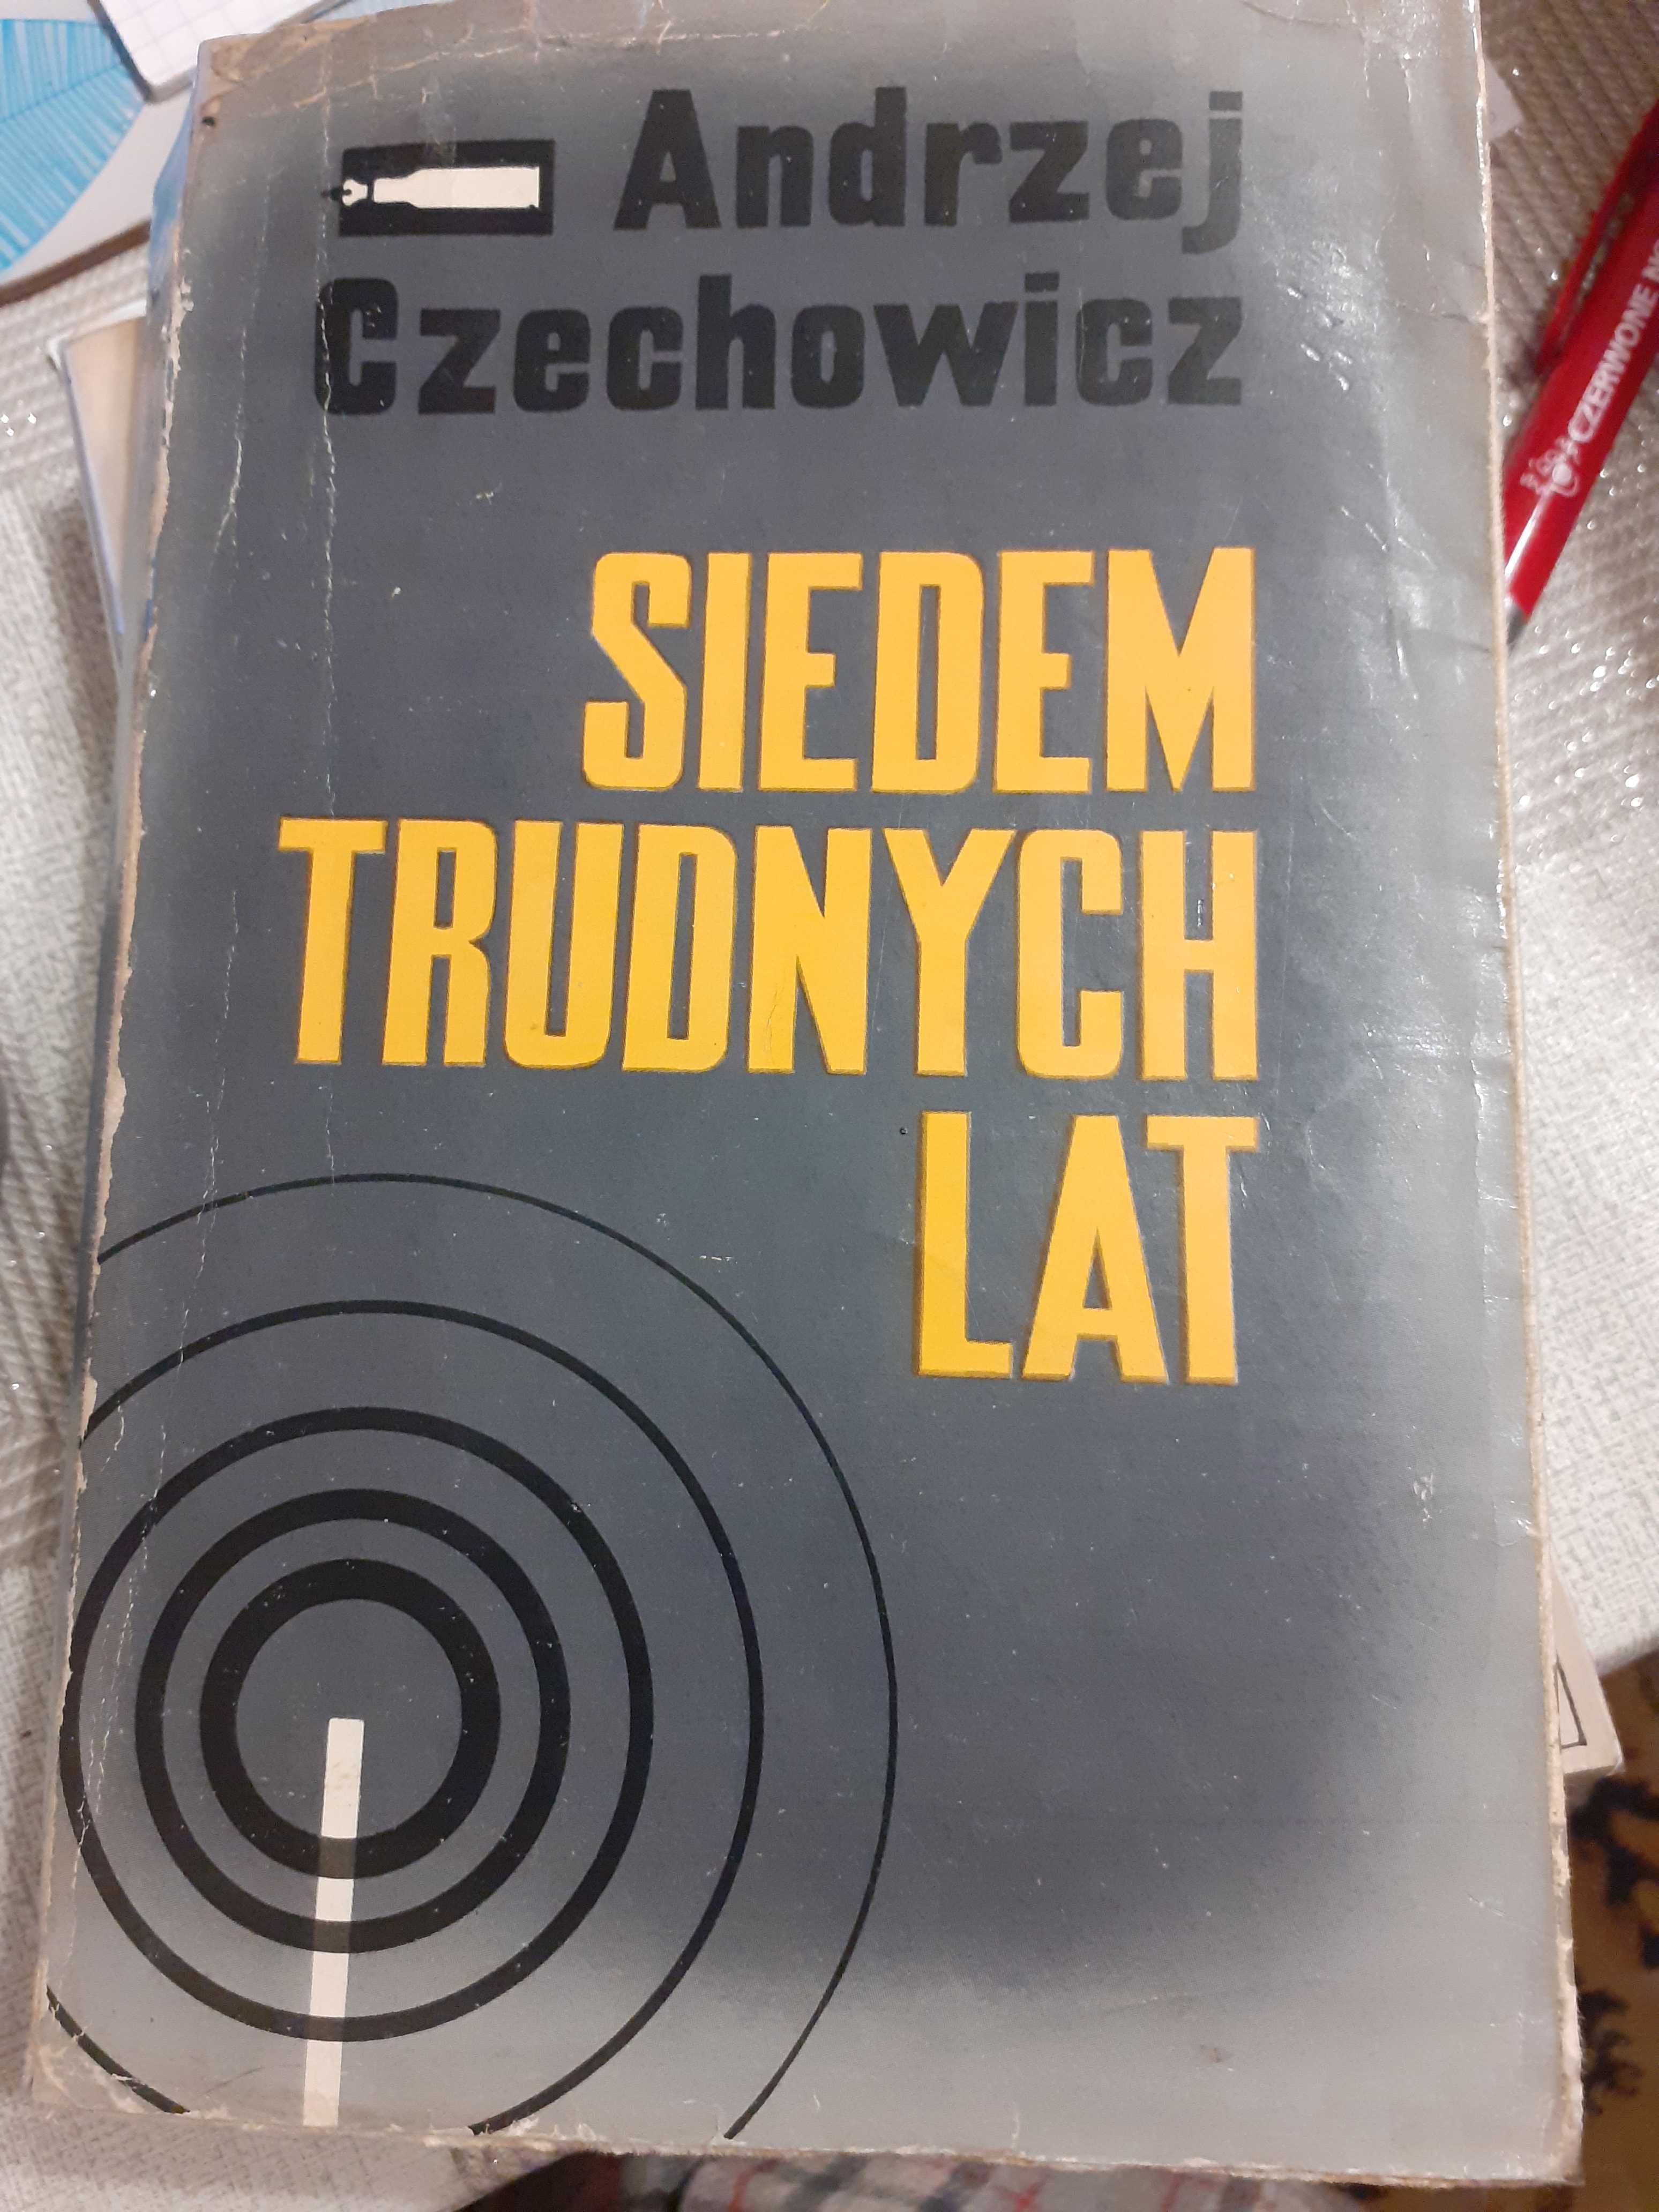 Andrzej
Czechowicz
SIEDEM
TRUDNYCH
LAT
CZERWONE